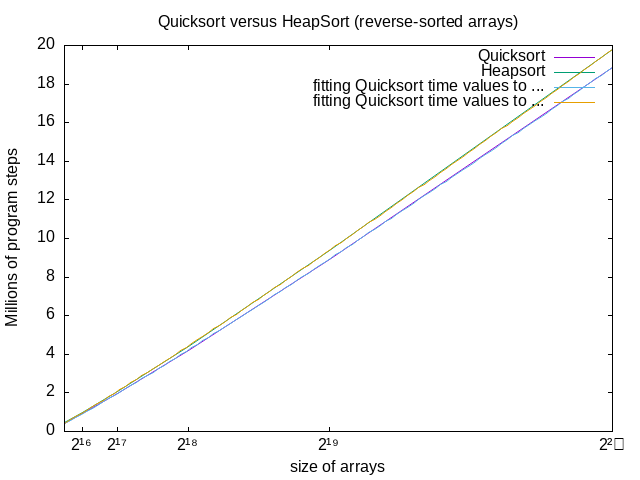 Quicksort versus HeapSort (reverse-sorted arrays)
Quicksort
Heapsort
fitting Quicksort time values to ...
fitting Quicksort time values to ...
Millions of program steps
20
18
16
14
12
10
8
6
4
2
0
2¹⁶ 2¹⁷ 2¹⁸ 2¹⁹ 2²
size of arrays